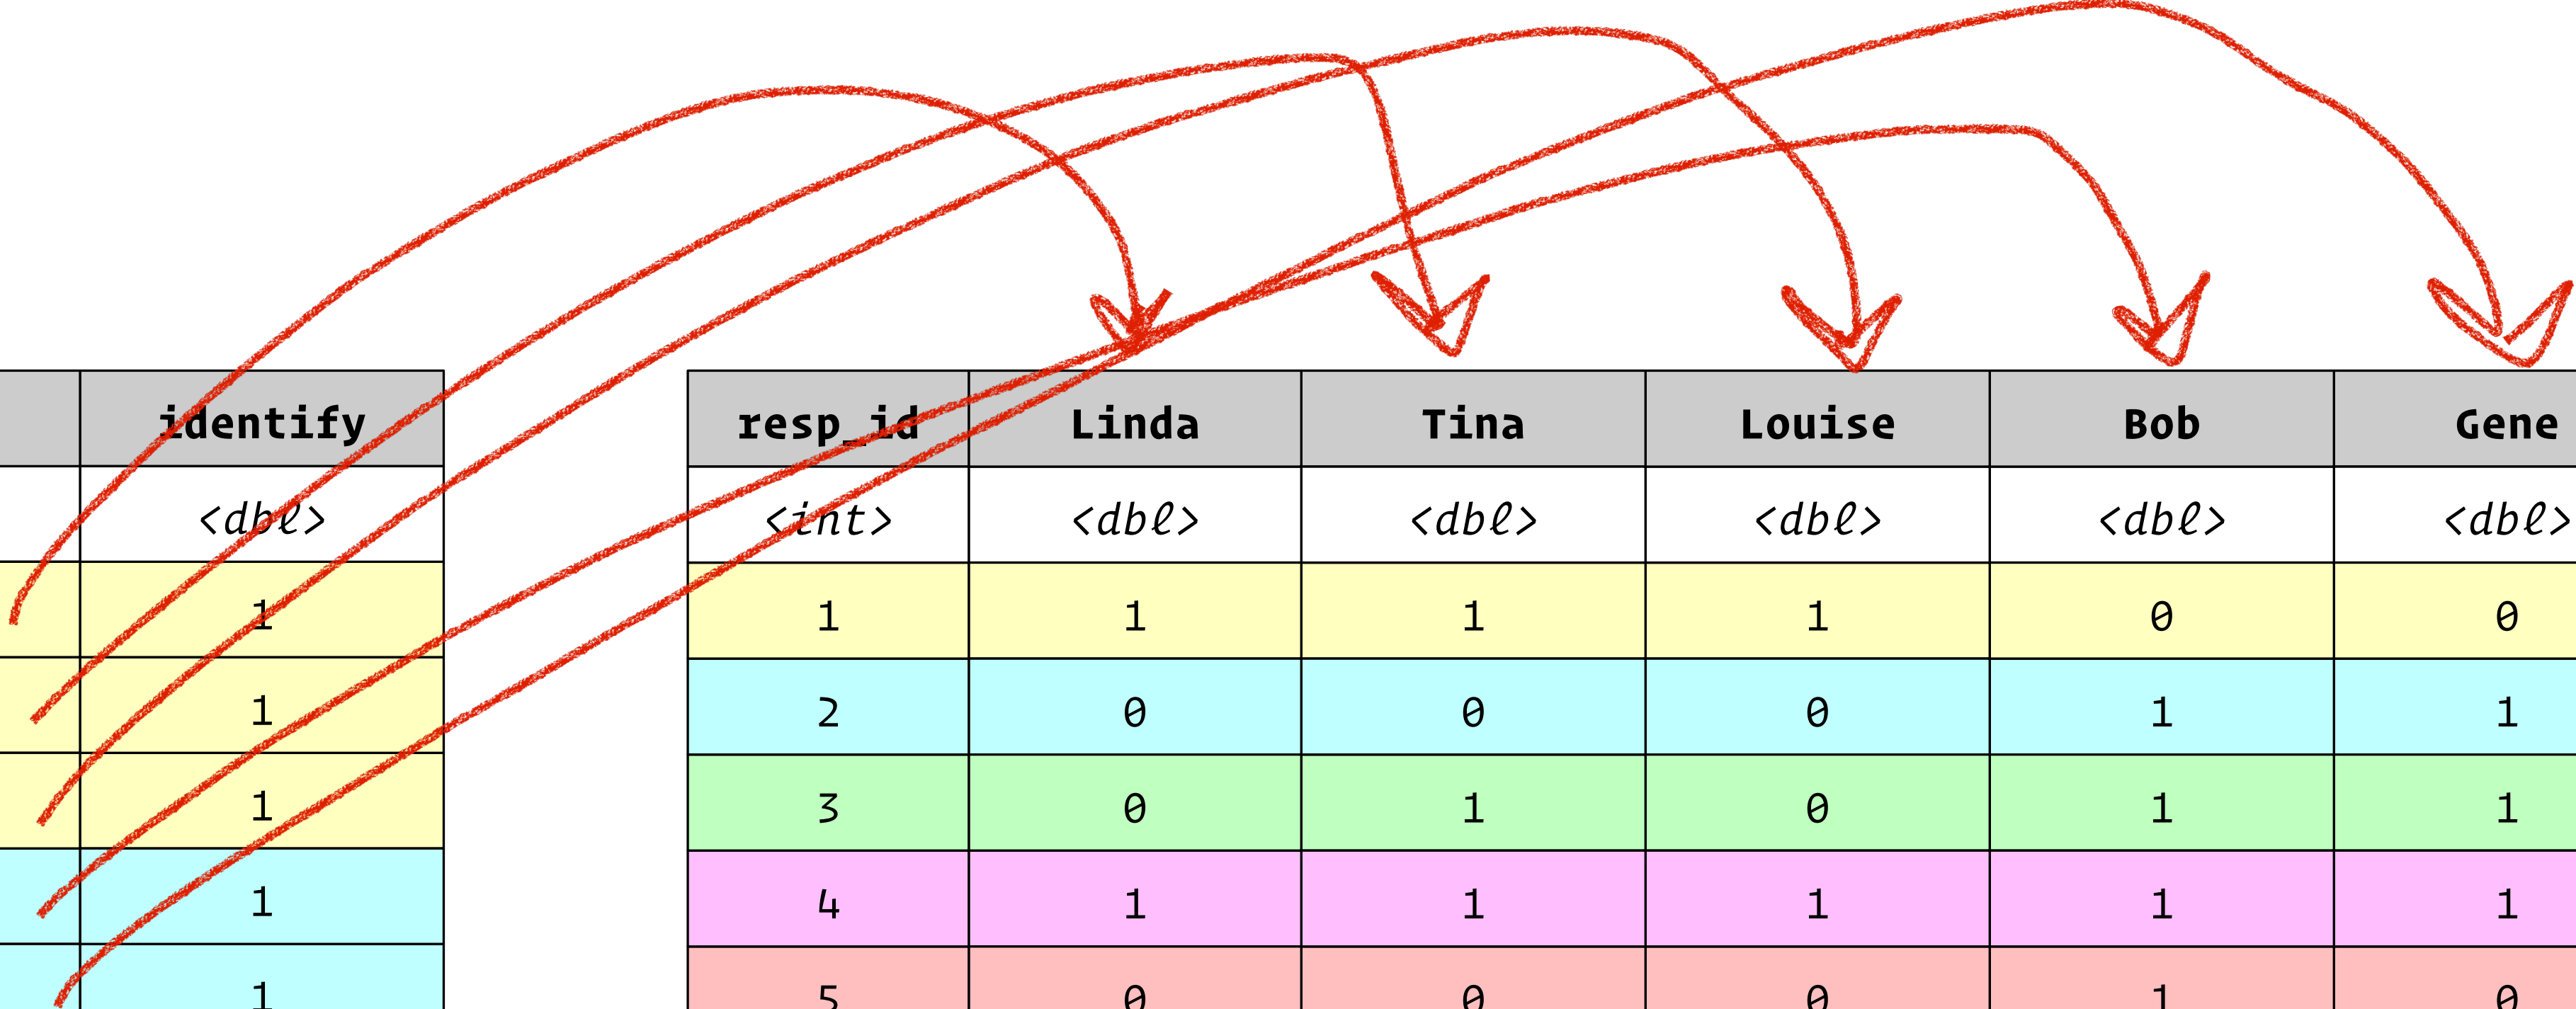 identify
<dbl>
1
1
1
1
1
resp_id Linda Tina Louise Bob Gene
<int> <dbl> <dbl> <dbl> <dbl> <dbl>
1 1 1 1 0 0
2 0 0 0 1 1
3 0 1 0 1 1
4 1 1 1 1 1
5 0 0 0 1 0